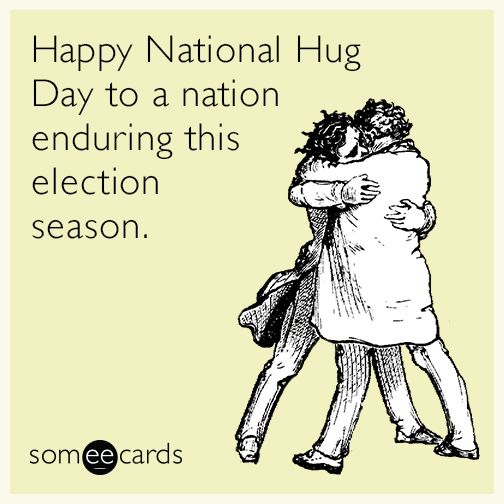 Happy National Hug
Day to a nation
enduring this
election
season.
someecards